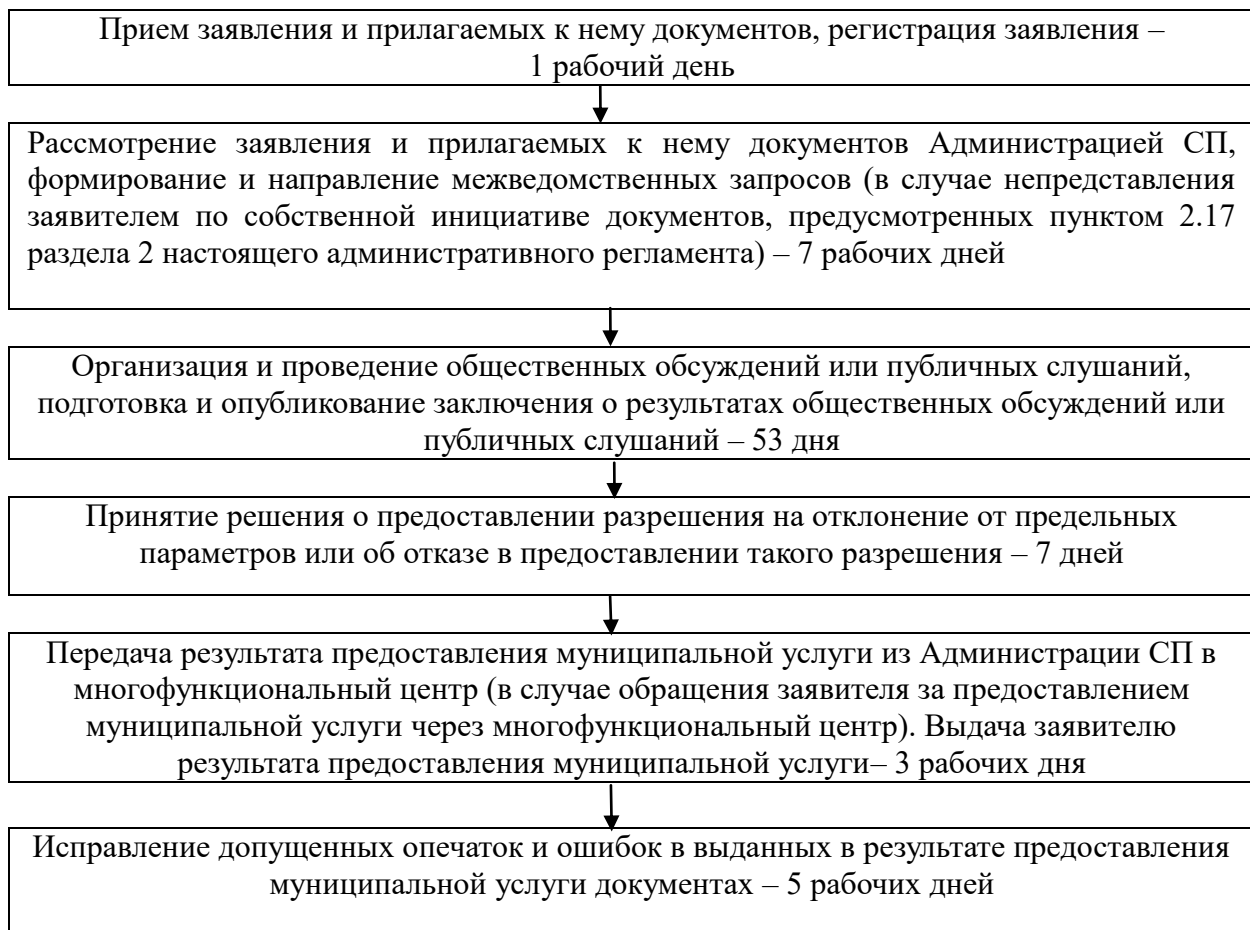 Прием заявления и прилагаемых к нему документов, регистрация заявления –
1 рабочий день
Рассмотрение заявления и прилагаемых к нему документов Администрацией СП,
формирование и направление межведомственных запросов (в случае непредставления
заявителем по собственной инициативе документов, предусмотренных пунктом 2.17
раздела 2 настоящего административного регламента) – 7 рабочих дней
Организация и проведение общественных обсуждений или публичных слушаний,
подготовка и опубликование заключения о результатах общественных обсуждений или
публичных слушаний – 53 дня
Принятие решения о предоставлении разрешения на отклонение от предельных
параметров или об отказе в предоставлении такого разрешения – 7 дней
Передача результата предоставления муниципальной услуги из Администрации СП в
многофункциональный центр (в случае обращения заявителя за предоставлением
муниципальной услуги через многофункциональный центр). Выдача заявителю
результата предоставления муниципальной услуги– 3 рабочих дня
Исправление допущенных опечаток и ошибок в выданных в результате предоставления
муниципальной услуги документах – 5 рабочих дней